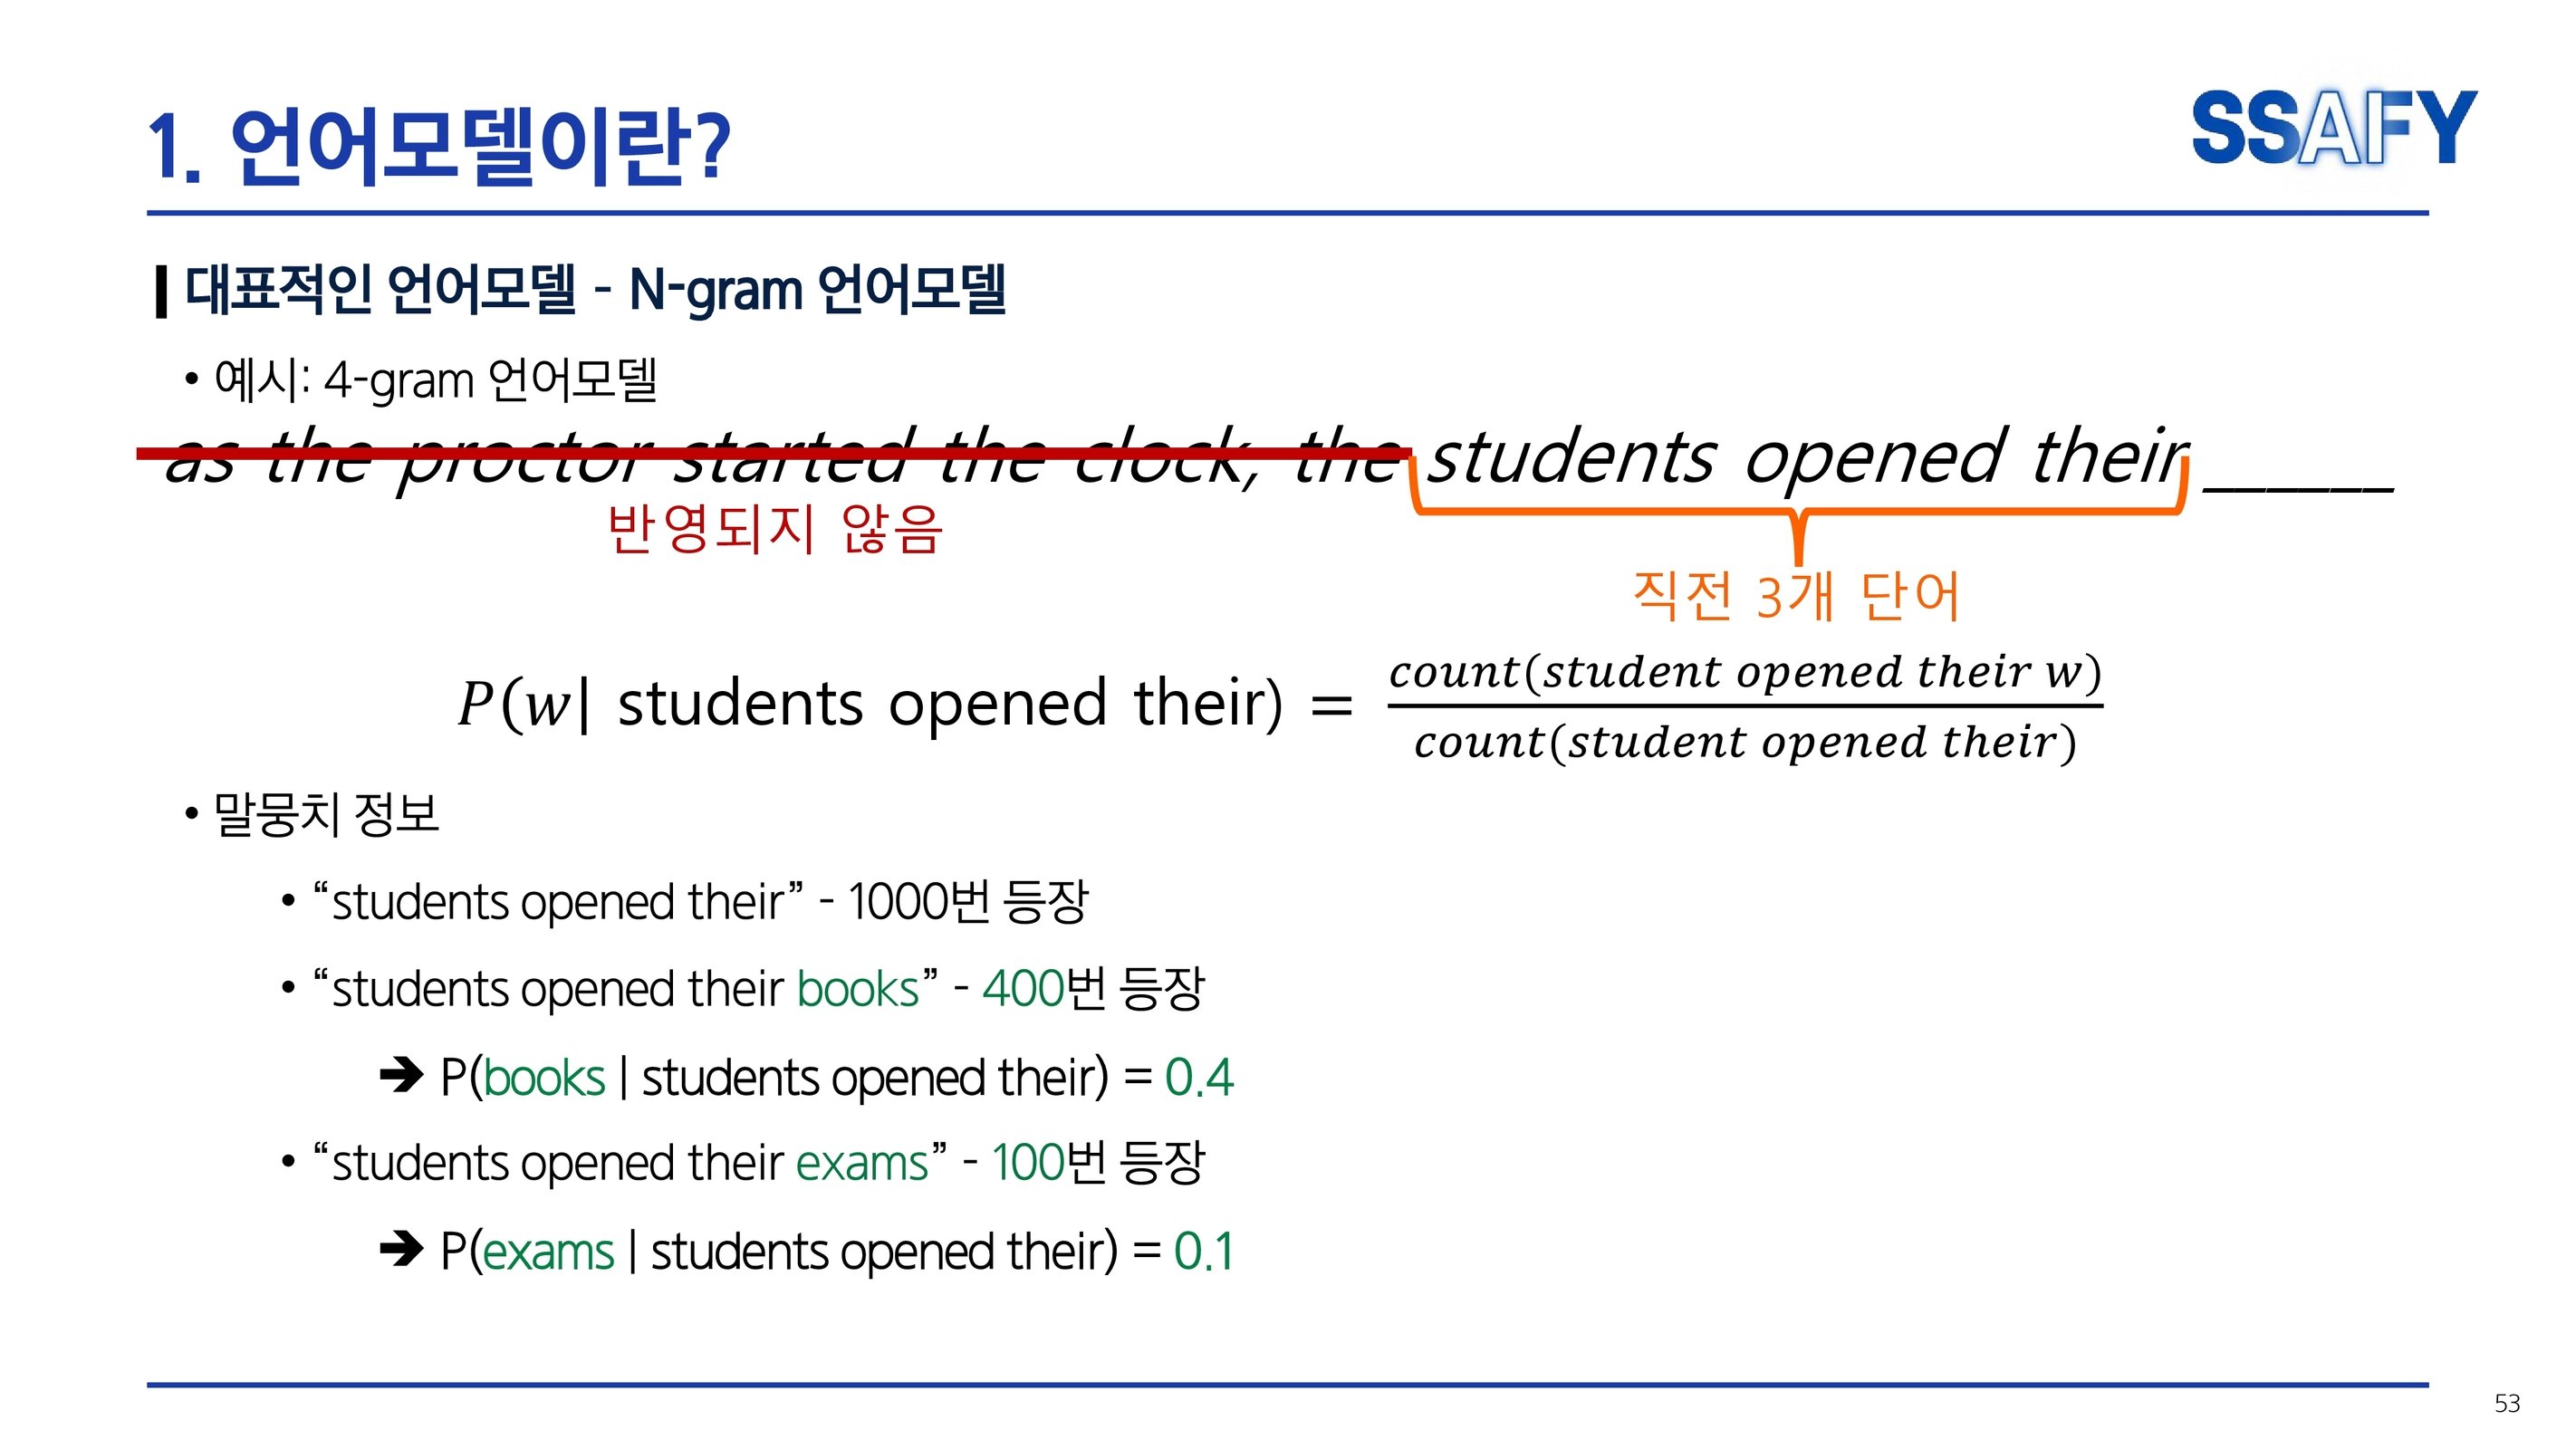 1. 언어모델이란?
SSAFY
대표적인 언어모델 - N-gram 언어모델
• 예시: 4-gram 언어모델
as the proctor started the clock, the students opened their ______
반영되지 않음
직전 3개 단어
P(w| students opened their) = count(student opened their w) / count(student opened their)
• 말뭉치 정보
• “students opened their” - 1000번 등장
• “students opened their books” - 400번 등장
➔ P(books | students opened their) = 0.4
• “students opened their exams” - 100번 등장
➔ P(exams | students opened their) = 0.1
53